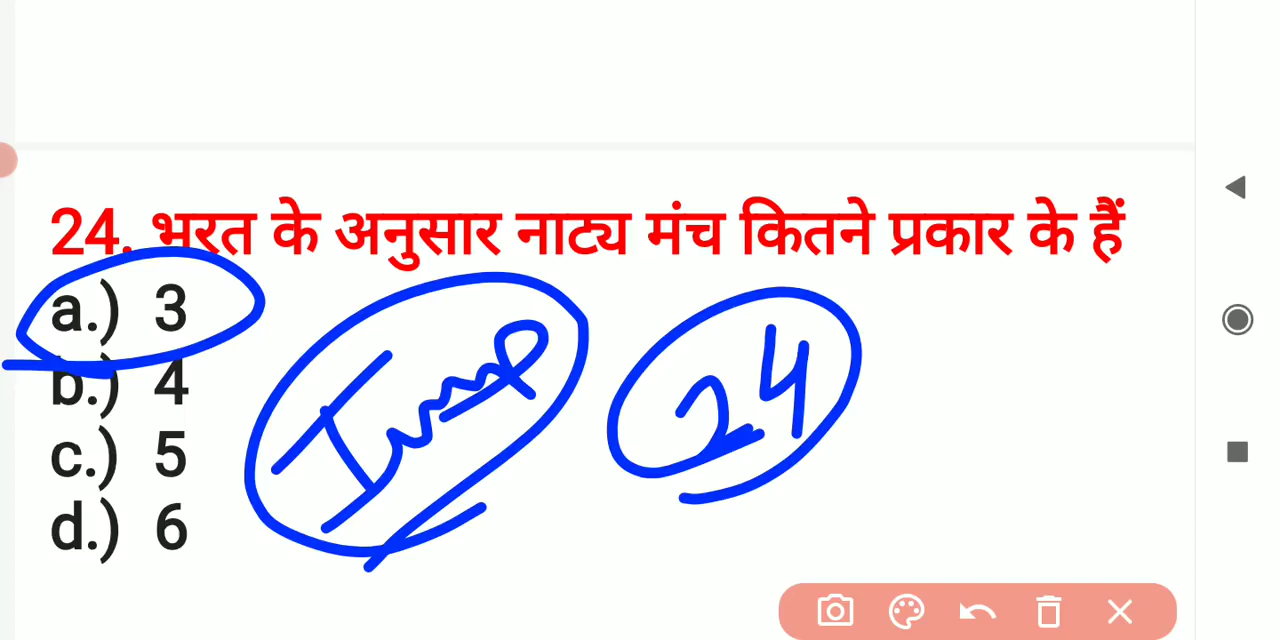 24. भरत के अनुसार नाट्य मंच कितने प्रकार के हैं
a.) 3
b.) 4
c.) 5
d.) 6
Imp
24